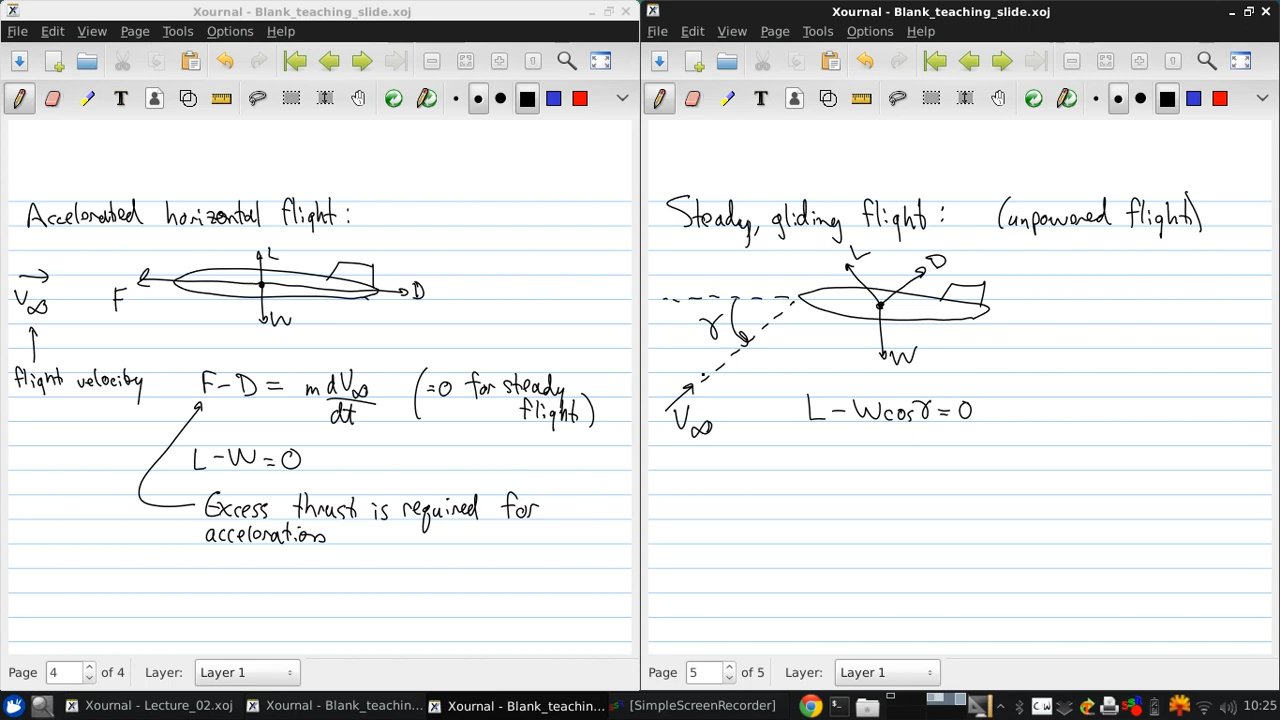 Xournal - Blank_teaching_slide.xoj
File Edit View Page Tools Options Help
Accelerated horizontal flight:
L
V∞
F
D
W
flight velocity
F-D = m dV∞/dt (=0 for steady
flight)
L-W=0
Excess thrust is required for
acceloration
Page 4 of 4 Layer: Layer 1
Xournal - Blank_teaching_slide.xoj
File Edit View Page Tools Options Help
Steady, gliding flight: (unpowered flight)
L
D
γ
W
V∞
L - Wcosγ = 0
Page 5 of 5 Layer: Layer 1
Xournal - Lecture_02.xoj
Xournal - Blank_teachin...
Xournal - Blank_teachin...
[SimpleScreenRecorder]
10:25